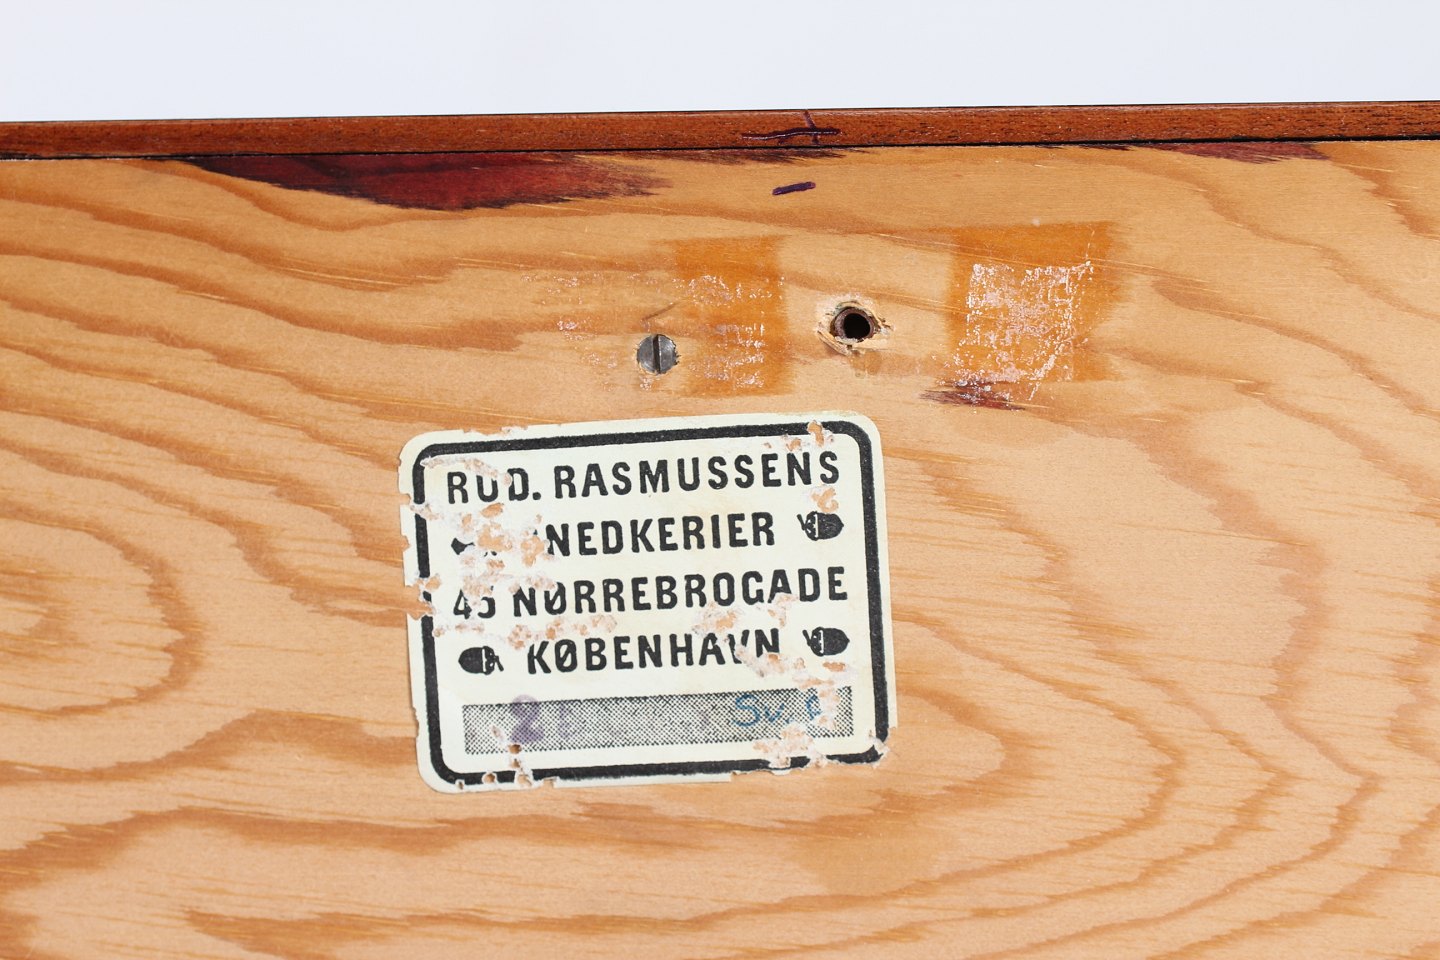 RUD. RASMUSSENS
NEDKERIER
45 NØRREBROGADE
KØBENHAVN